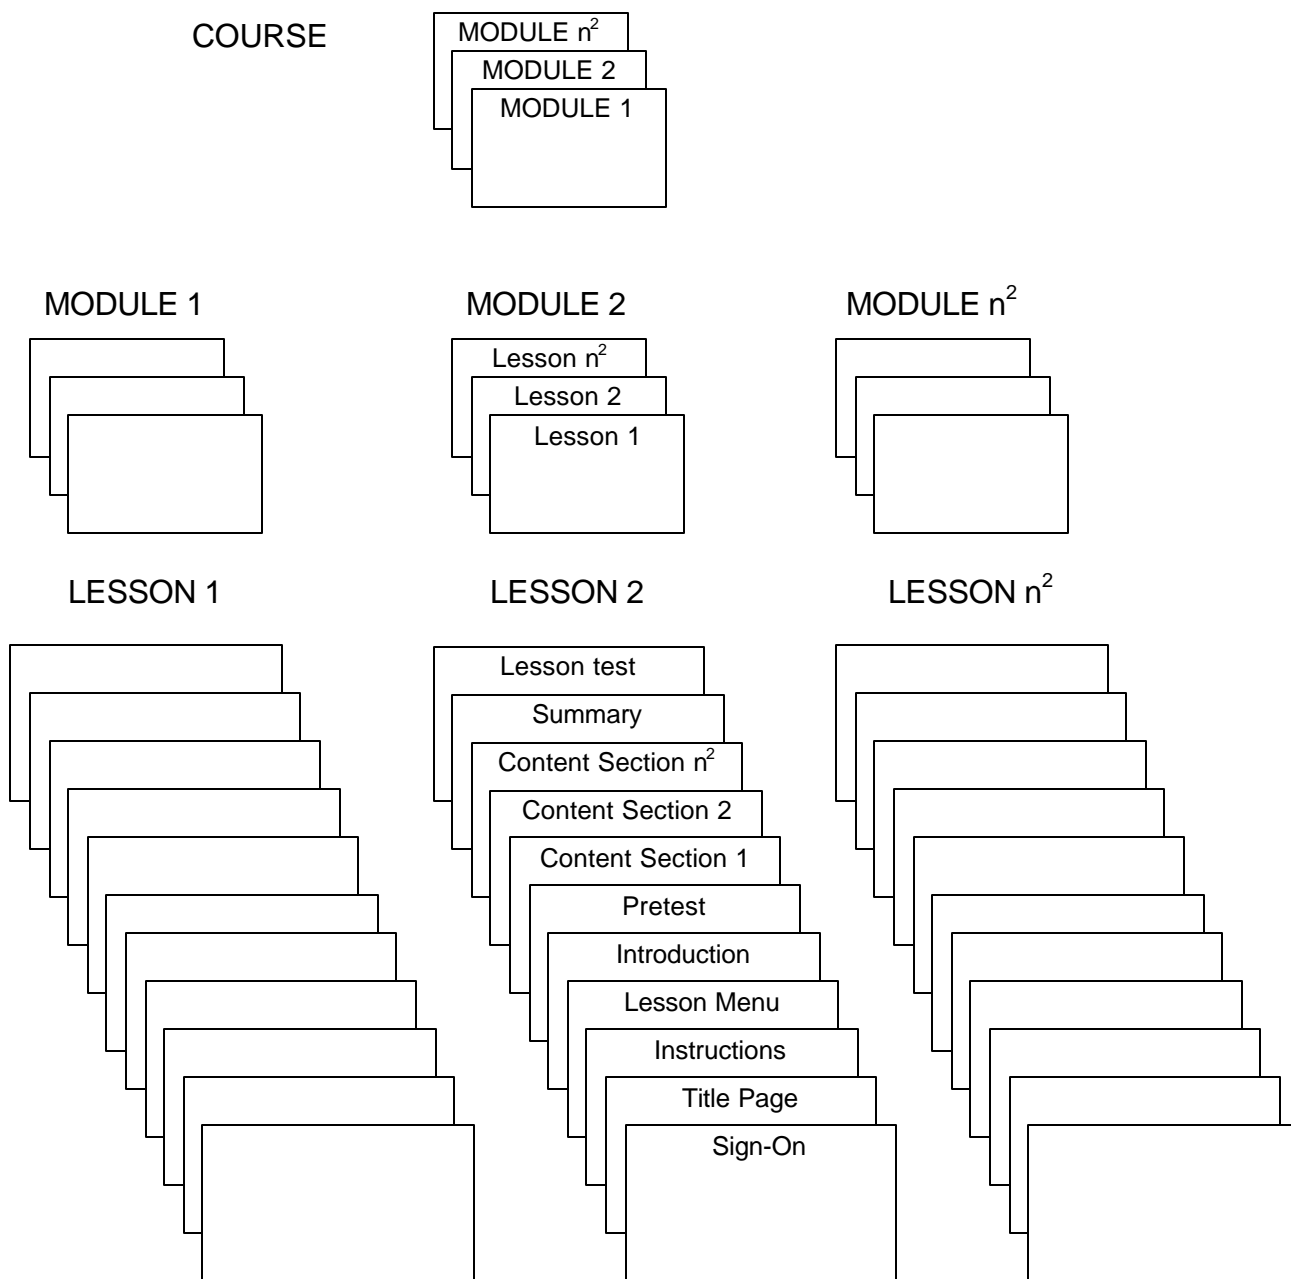 COURSE
MODULE n²
MODULE 2
MODULE 1
MODULE 1
MODULE 2
MODULE n²
Lesson n²
Lesson 2
Lesson 1
LESSON 1
LESSON 2
LESSON n²
Lesson test
Summary
Content Section n²
Content Section 2
Content Section 1
Pretest
Introduction
Lesson Menu
Instructions
Title Page
Sign-On